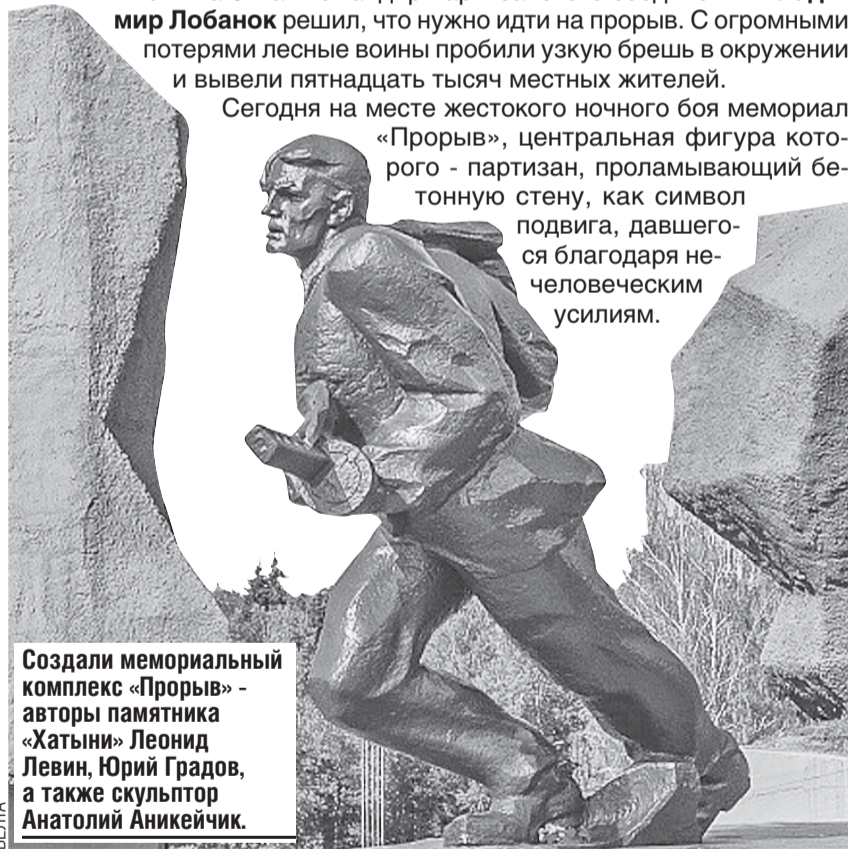 мир Лобанок решил, что нужно идти на прорыв. С огромными
потерями лесные воины пробили узкую брешь в окружении
и вывели пятнадцать тысяч местных жителей.
Сегодня на месте жестокого ночного боя мемориал
«Прорыв», центральная фигура кото-
рого - партизан, проламывающий бе-
тонную стену, как символ
подвига, давшего-
ся благодаря не-
человеческим
усилиям.
Создали мемориальный
комплекс «Прорыв» -
авторы памятника
«Хатыни» Леонид
Левин, Юрий Градов,
а также скульптор
Анатолий Аникейчик.